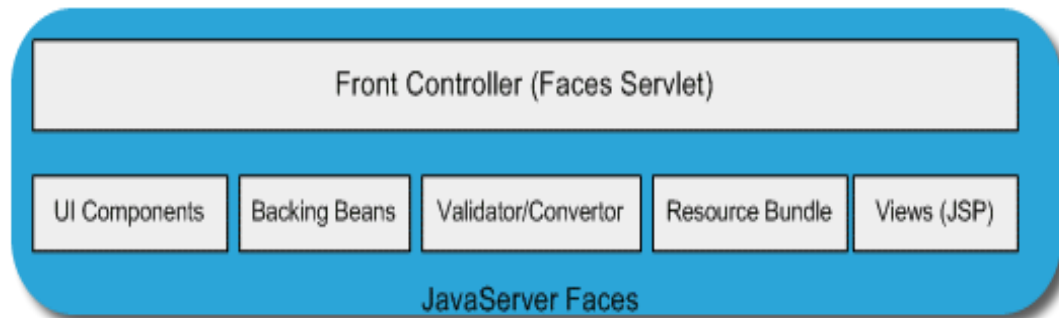 Front Controller (Faces Servlet)
UI Components
Backing Beans
Validator/Convertor
Resource Bundle
Views (JSP)
JavaServer Faces